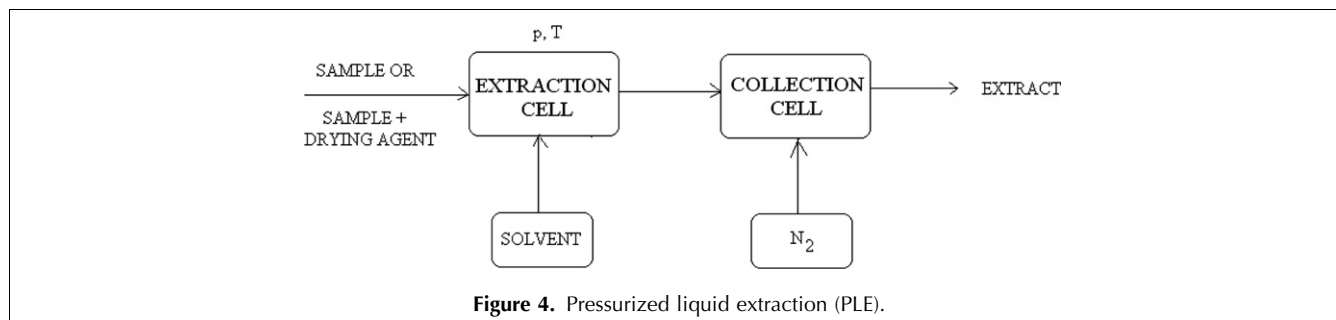 p, T
SAMPLE OR
SAMPLE +
DRYING AGENT
EXTRACTION
CELL
COLLECTION
CELL
EXTRACT
SOLVENT
N₂
Figure 4. Pressurized liquid extraction (PLE).